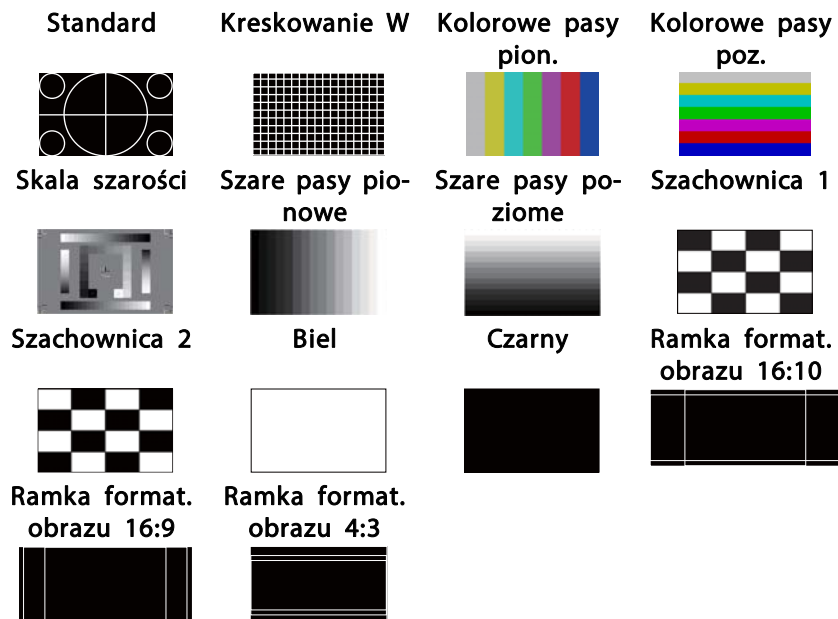 Standard
Kreskowanie W
Kolorowe pasy
pion.
Kolorowe pasy
poz.
Skala szarości
Szare pasy pio-
nowe
Szare pasy po-
ziome
Szachownica 1
Szachownica 2
Biel
Czarny
Ramka format.
obrazu 16:10
Ramka format.
obrazu 16:9
Ramka format.
obrazu 4:3